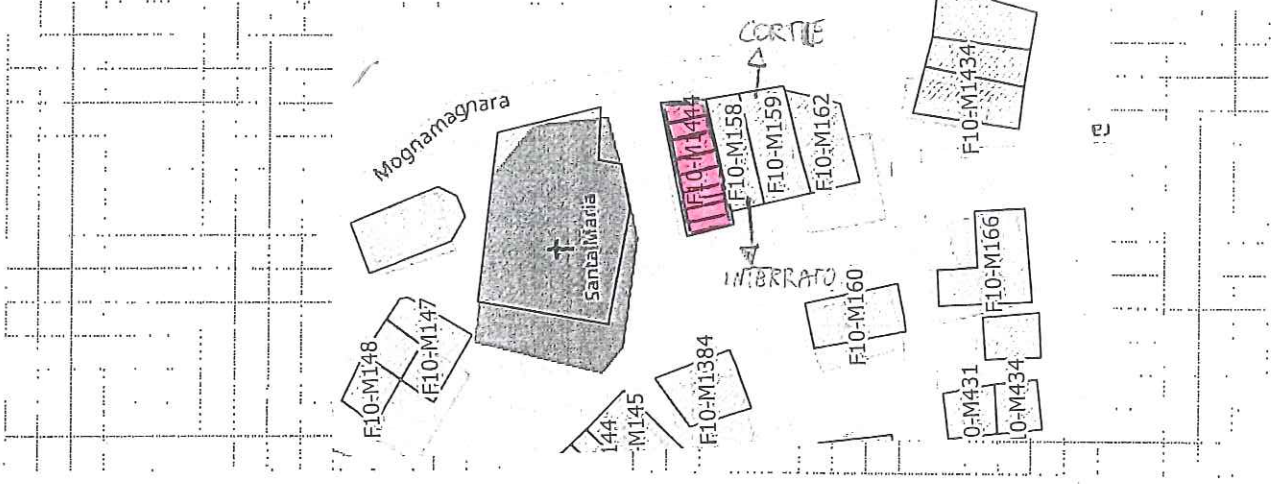 CORTILE
Mognamagnara
F10-M1444
F10-M158
F10-M159
F10-M162
F10-M1434
ra
Santa Maria
INTERRATO
F10-M148
F10-M147
F10-M160
F10-M166
144
-M145
F10-M1384
0-M431
0-M434